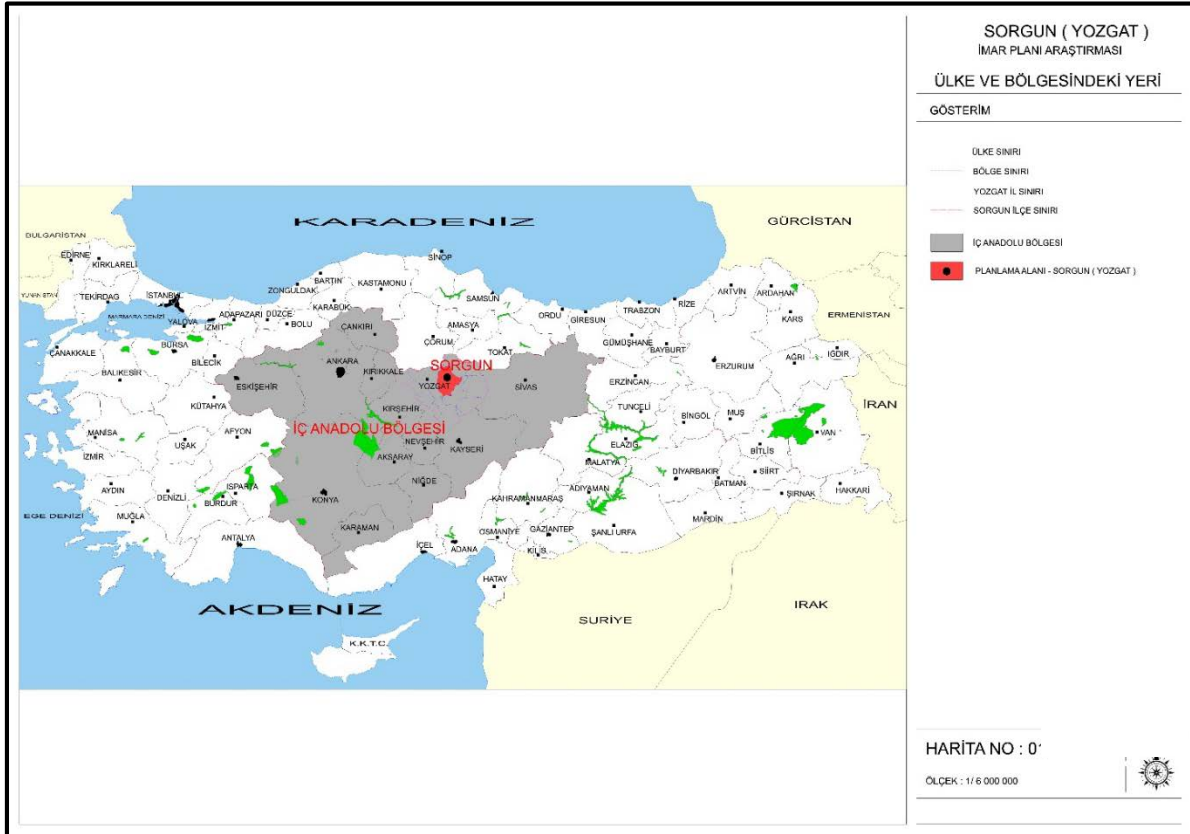 SORGUN ( YOZGAT )
İMAR PLANI ARAŞTIRMASI
ÜLKE VE BÖLGESİNDEKİ YERİ
GÖSTERİM
ÜLKE SINIRI
BÖLGE SINIRI
YOZGAT İL SINIRI
SORGUN İLÇE SINIRI
İÇ ANADOLU BÖLGESİ
PLANLAMA ALANI - SORGUN ( YOZGAT )
HARİTA NO : 01
ÖLÇEK : 1/ 6 000 000
KARADENİZ
GÜRCİSTAN
BULGARİSTAN
EDİRNE
KIRKLARELİ
SİNOP
ZONGULDAK
BARTIN
KASTAMONU
TEKİRDAG
İSTANBUL
KARABÜK
SAMSUN
ARTVİN
ARDAHAN
MARMARA DENİZİ
YALOVA
İZMİT
ADAPAZARI
DÜZCE
BOLU
ÇANKIRI
AMASYA
ORDU
GİRESUN
TRABZON
RİZE
KARS
ERMENİSTAN
ÇANAKKALE
BURSA
BİLECİK
ÇORUM
TOKAT
GÜMÜŞHANE
BAYBURT
IĞDIR
BALIKESİR
ESKİŞEHİR
ANKARA
KIRIKKALE
SORGUN
YOZGAT
SİVAS
ERZİNCAN
ERZURUM
AĞRI
İRAN
KÜTAHYA
KIRŞEHİR
TUNCELİ
BİNGÖL
MUŞ
MANİSA
UŞAK
AFYON
İÇ ANADOLU BÖLGESİ
NEVŞEHİR
KAYSERİ
ELAZIĞ
VAN
BİTLİS
İZMİR
AKSARAY
MALATYA
DİYARBAKIR
SİİRT
AYDIN
DENİZLİ
ISPARTA
BURDUR
KONYA
NİĞDE
KAHRAMANMARAŞ
ADIYAMAN
BATMAN
ŞIRNAK
HAKKARİ
EGE DENİZİ
MUĞLA
KARAMAN
OSMANİYE
GAZİANTEP
ŞANLI URFA
MARDİN
ANTALYA
İÇEL
ADANA
KİLİS
HATAY
AKDENİZ
SURİYE
IRAK
K.K.T.C.